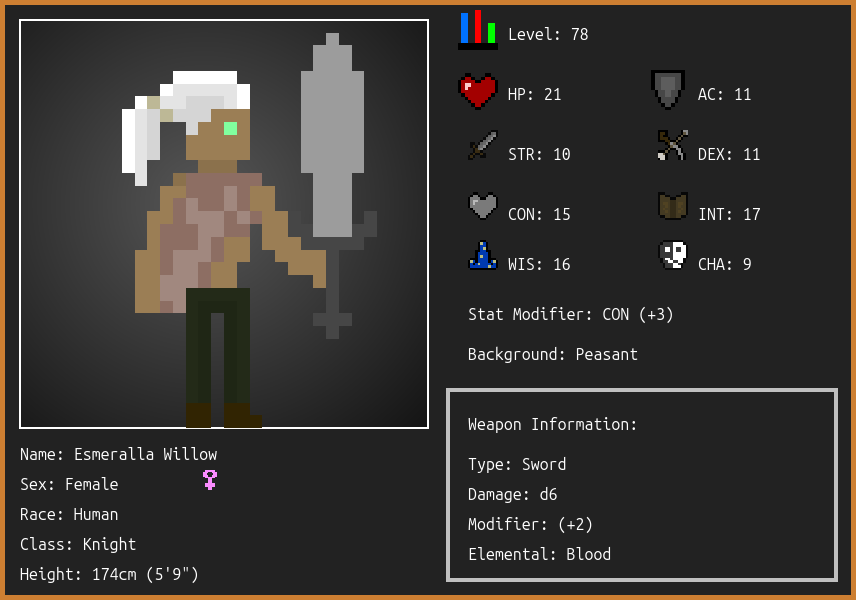 Level: 78
HP: 21
AC: 11
STR: 10
DEX: 11
CON: 15
INT: 17
WIS: 16
CHA: 9
Stat Modifier: CON (+3)
Background: Peasant
Weapon Information:
Type: Sword
Damage: d6
Modifier: (+2)
Elemental: Blood
Name: Esmeralla Willow
Sex: Female
Race: Human
Class: Knight
Height: 174cm (5'9")